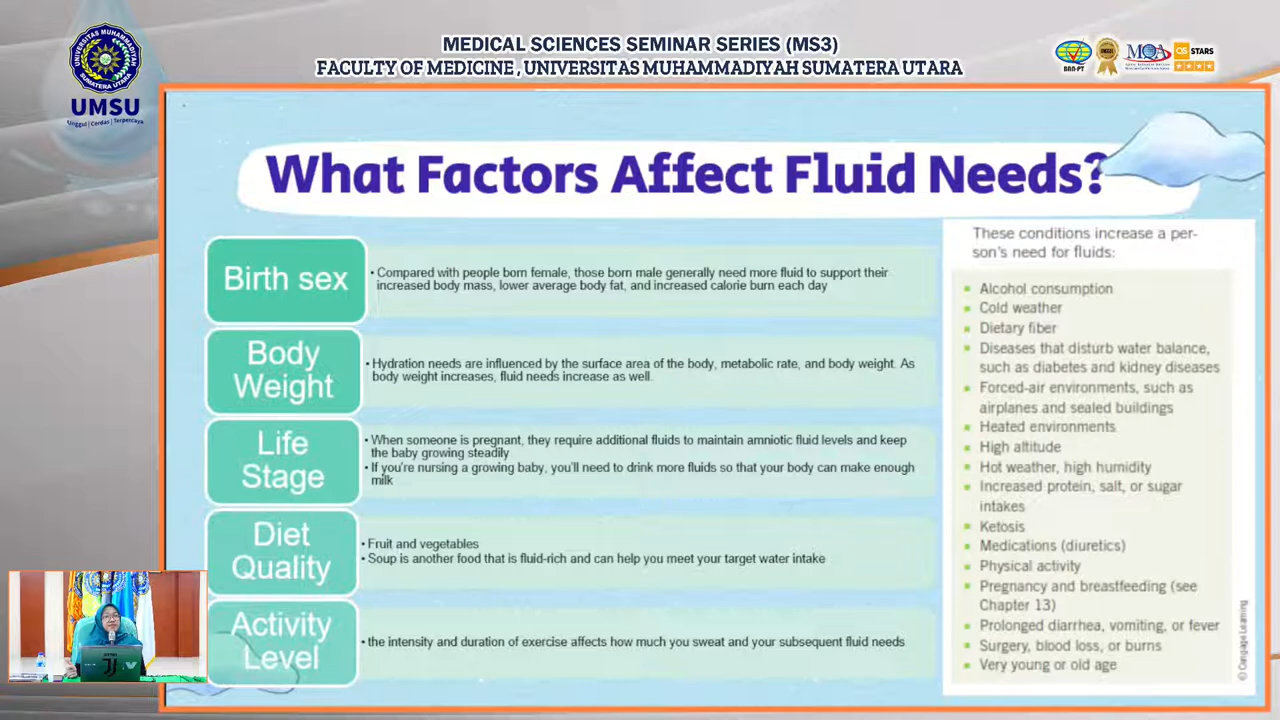 MEDICAL SCIENCES SEMINAR SERIES (MS3)
FACULTY OF MEDICINE , UNIVERSITAS MUHAMMADIYAH SUMATERA UTARA
UMSU
Unggul | Cerdas | Terpercaya
BAN-PT
MQA
QS STARS
What Factors Affect Fluid Needs?
Birth sex
• Compared with people born female, those born male generally need more fluid to support their
increased body mass, lower average body fat, and increased calorie burn each day
Body
Weight
• Hydration needs are influenced by the surface area of the body, metabolic rate, and body weight. As
body weight increases, fluid needs increase as well.
Life
Stage
• When someone is pregnant, they require additional fluids to maintain amniotic fluid levels and keep
the baby growing steadily
• If you're nursing a growing baby, you'll need to drink more fluids so that your body can make enough
milk
Diet
Quality
• Fruit and vegetables
• Soup is another food that is fluid-rich and can help you meet your target water intake
Activity
Level
• the intensity and duration of exercise affects how much you sweat and your subsequent fluid needs
These conditions increase a per-
son's need for fluids:
Alcohol consumption
Cold weather
Dietary fiber
Diseases that disturb water balance,
such as diabetes and kidney diseases
Forced-air environments, such as
airplanes and sealed buildings
Heated environments
High altitude
Hot weather, high humidity
Increased protein, salt, or sugar
intakes
Ketosis
Medications (diuretics)
Physical activity
Pregnancy and breastfeeding (see
Chapter 13)
Prolonged diarrhea, vomiting, or fever
Surgery, blood loss, or burns
Very young or old age
© Cengage Learning